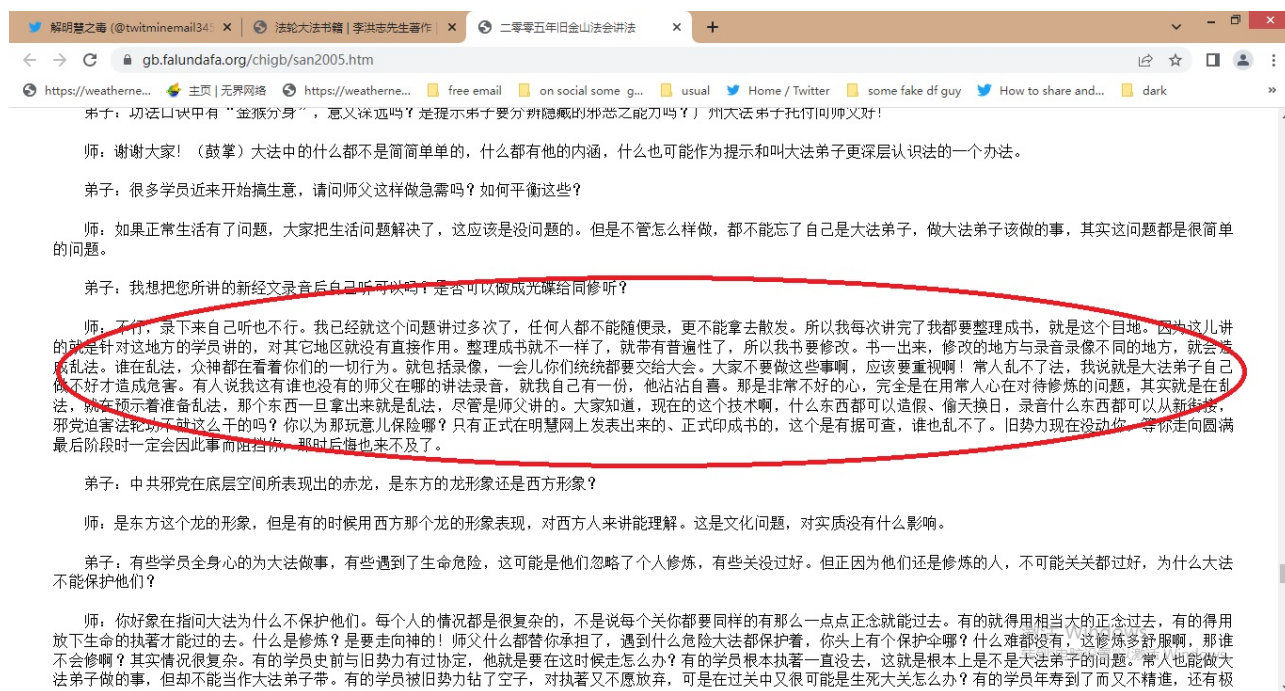 解明慧之毒 (@twitminemail345
法轮大法书籍 | 李洪志先生著作 |
二零零五年旧金山法会讲法
gb.falundafa.org/chigb/san2005.htm
https://weatherne...
主页 | 无界网络
https://weatherne...
free email
on social some g...
usual
Home / Twitter
some fake df guy
How to share and...
dark
»
弟子：功法口诀中有“金猴分身”，意义深远吗？是提示弟子要分辨隐藏的邪恶之能力吗？广州大法弟子托付问师父好！
师：谢谢大家！（鼓掌）大法中的什么都不是简简单单的，什么都有他的内涵，什么也可能作为提示和叫大法弟子更深层认识法的一个办法。
弟子：很多学员近来开始搞生意，请问师父这样做急需吗？如何平衡这些？
师：如果正常生活有了问题，大家把生活问题解决了，这应该是没问题的。但是不管怎么样做，都不能忘了自己是大法弟子，做大法弟子该做的事，其实这问题都是很简单
的问题。
弟子：我想把您所讲的新经文录音后自己听可以吗？是否可以做成光碟给同修听？
师：不行，录下来自己听也不行。我已经就这个问题讲过多次了，任何人都不能随便录，更不能拿去散发。所以我每次讲完了我都要整理成书，就是这个目地。因为这儿讲
的就是针对这地方的学员讲的，对其它地区就没有直接作用。整理成书就不一样了，就带有普遍性了，所以我书要修改。书一出来，修改的地方与录音录像不同的地方，就会造
成乱法。谁在乱法，众神都在看着你们的一切行为。就包括录像，一会儿你们统统都要交给大会。大家不要做这些事啊，应该要重视啊！常人乱不了法，我说就是大法弟子自己
做不好才造成危害。有人说我这有谁也没有的师父在哪的讲法录音，就我自己有一份，他沾沾自喜。那是非常不好的心，完全是在用常人心在对待修炼的问题，其实就是在乱
法，就在预示着准备乱法，那个东西一旦拿出来就是乱法，尽管是师父讲的。大家知道，现在的这个技术啊，什么东西都可以造假、偷天换日，录音什么东西都可以从新衔接，
邪党迫害法轮功不就这么干的吗？你以为那玩意儿保险哪？只有正式在明慧网上发表出来的、正式印成书的，这个是有据可查，谁也乱不了。旧势力现在没动你，等你走向圆满
最后阶段时一定会因此事而阻挡你，那时后悔也来不及了。
弟子：中共邪党在底层空间所表现出的赤龙，是东方的龙形象还是西方形象？
师：是东方这个龙的形象，但是有的时候用西方那个龙的形象表现，对西方人来讲能理解。这是文化问题，对实质没有什么影响。
弟子：有些学员全身心的为大法做事，有些遇到了生命危险，这可能是他们忽略了个人修炼，有些关没过好。但正因为他们还是修炼的人，不可能关关都过好，为什么大法
不能保护他们？
师：你好象在指问大法为什么不保护他们。每个人的情况都是很复杂的，不是说每个关你都要同样的有那么一点点正念就能过去。有的就得用相当大的正念过去，有的得用
放下生命的执著才能过的去。什么是修炼？是要走向神的！师父什么都替你承担了，遇到什么危险大法都保护着，你头上有个保护伞哪？什么难都没有，这修炼多舒服啊，那谁
不会修啊？其实情况很复杂。有的学员史前与旧势力有过协定，他就是要在这时候走怎么办？有的学员根本执著一直没去，这就是根本上是不是大法弟子的问题。常人也能做大
法弟子做的事，但却不能当作大法弟子带。有的学员被旧势力钻了空子，对执著又不愿放弃，可是在过关中又很可能是生死大关怎么办？有的学员年寿到了而又不精進，还有极